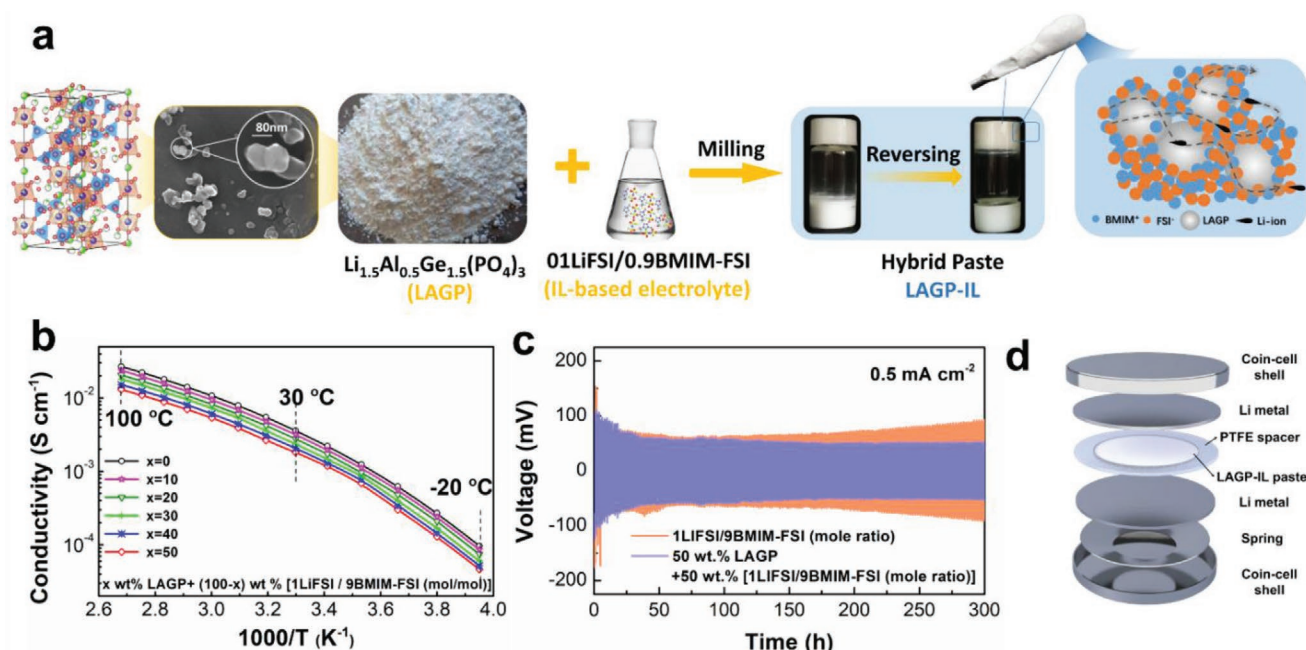 a
80nm
Milling
Reversing
Li1.5Al0.5Ge1.5(PO4)3
(LAGP)
01LiFSI/0.9BMIM-FSI
(IL-based electrolyte)
Hybrid Paste
LAGP-IL
BMIM+ FSI- LAGP Li-ion
b
Conductivity (S cm-1)
10-2
10-3
10-4
100 °C
30 °C
-20 °C
x=0
x=10
x=20
x=30
x=40
x=50
x wt% LAGP+ (100-x) wt % [1LiFSI / 9BMIM-FSI (mol/mol)]
2.6 2.8 3.0 3.2 3.4 3.6 3.8 4.0
1000/T (K-1)
c
Voltage (mV)
200
100
0
-100
-200
0.5 mA cm-2
1LIFSI/9BMIM-FSI (mole ratio)
50 wt.% LAGP
+50 wt.% [1LIFSI/9BMIM-FSI (mole ratio)]
0 50 100 150 200 250 300
Time (h)
d
Coin-cell
shell
Li metal
PTFE spacer
LAGP-IL paste
Li metal
Spring
Coin-cell
shell